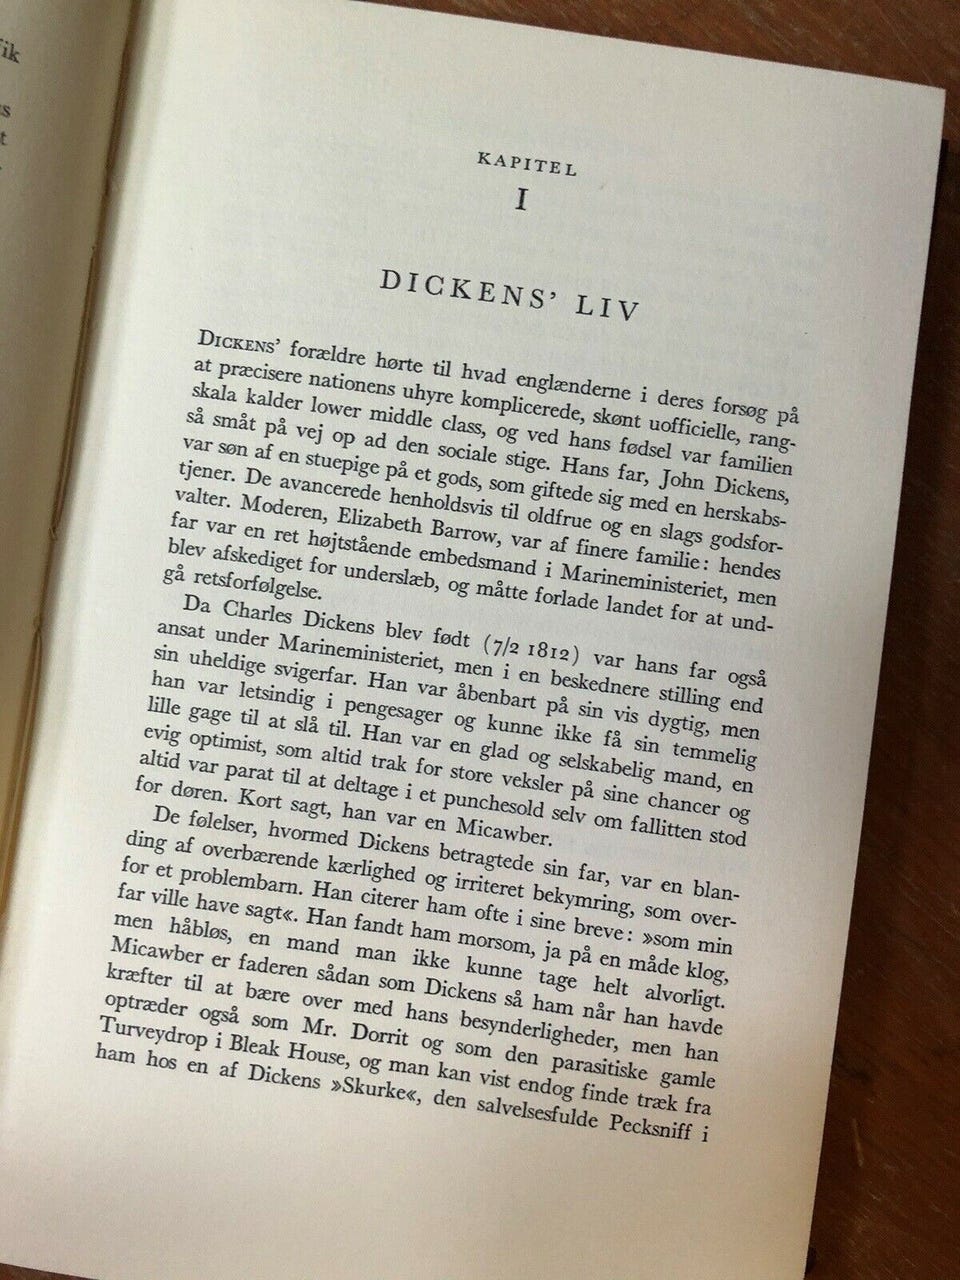 fik
KAPITEL
I
DICKENS' LIV
DICKENS' forældre hørte til hvad englænderne i deres forsøg på
at præcisere nationens uhyre komplicerede, skønt uofficielle, rang-
skala kalder lower middle class, og ved hans fødsel var familien
så småt på vej op ad den sociale stige. Hans far, John Dickens,
var søn af en stuepige på et gods, som giftede sig med en herskabs-
tjener. De avancerede henholdsvis til oldfrue og en slags godsfor-
valter. Moderen, Elizabeth Barrow, var af finere familie: hendes
far var en ret højtstående embedsmand i Marineministeriet, men
blev afskediget for underslæb, og måtte forlade landet for at und-
gå retsforfølgelse.
Da Charles Dickens blev født (7/2 1812) var hans far også
ansat under Marineministeriet, men i en beskednere stilling end
sin uheldige svigerfar. Han var åbenbart på sin vis dygtig, men
han var letsindig i pengesager og kunne ikke få sin temmelig
lille gage til at slå til. Han var en glad og selskabelig mand, en
evig optimist, som altid trak for store veksler på sine chancer og
altid var parat til at deltage i et punchesold selv om fallitten stod
for døren. Kort sagt, han var en Micawber.
De følelser, hvormed Dickens betragtede sin far, var en blan-
ding af overbærende kærlighed og irriteret bekymring, som over-
for et problembarn. Han citerer ham ofte i sine breve: »som min
far ville have sagt«. Han fandt ham morsom, ja på en måde klog,
men håbløs, en mand man ikke kunne tage helt alvorligt.
Micawber er faderen sådan som Dickens så ham når han havde
kræfter til at bære over med hans besynderligheder, men han
optræder også som Mr. Dorrit og som den parasitiske gamle
Turveydrop i Bleak House, og man kan vist endog finde træk fra
ham hos en af Dickens »Skurke«, den salvelsesfulde Pecksniff i